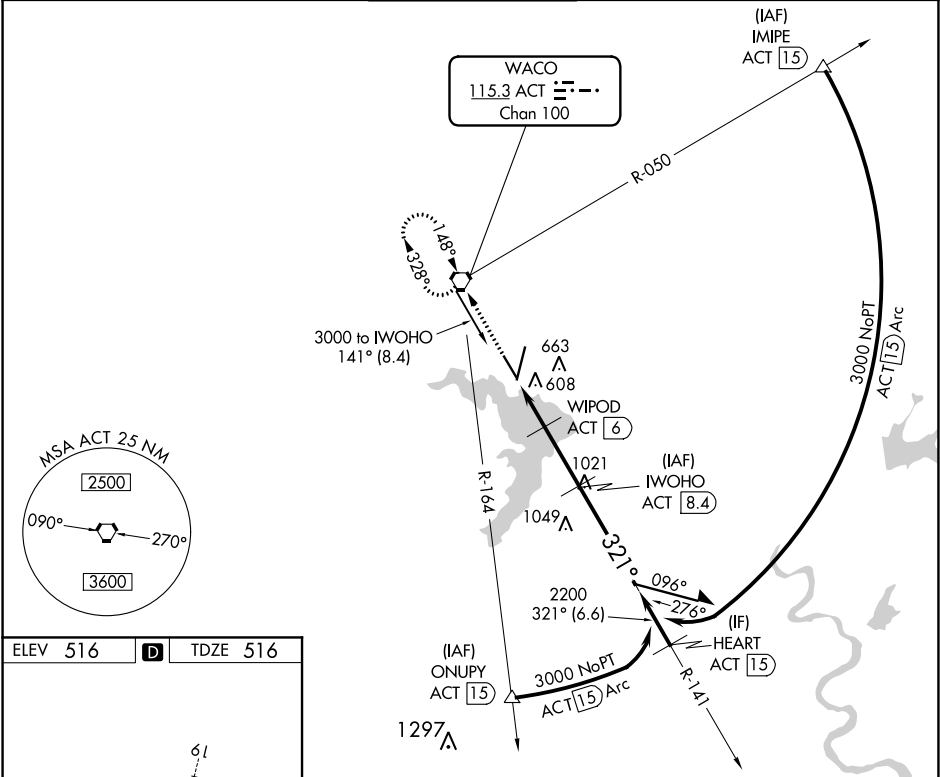 (IAF)
IMIPE
ACT 15
WACO
115.3 ACT
Chan 100
R-050
148°
328°
3000 to IWOHO
141° (8.4)
663
608
WIPOD
ACT 6
3000 NoPT
ACT 15 Arc
R-164
1021
(IAF)
IWOHO
ACT 8.4
1049
MSA ACT 25 NM
2500
090°
270°
3600
321°
096°
276°
2200
321° (6.6)
(IF)
HEART
ACT 15
(IAF)
ONUPY
ACT 15
3000 NoPT
ACT 15 Arc
R-141
1297
ELEV 516 D TDZE 516
19